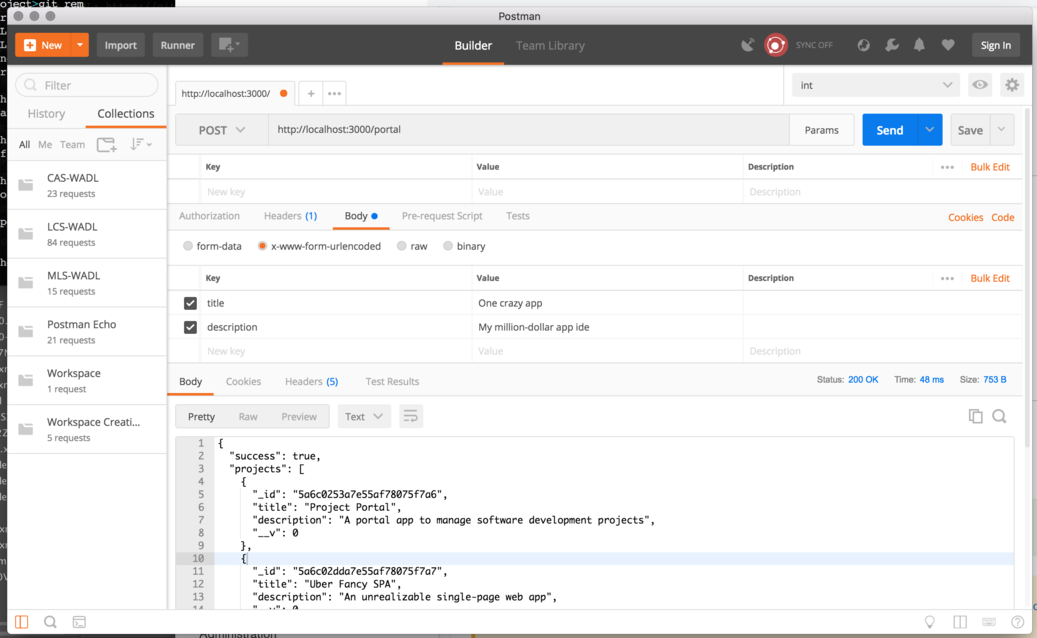 oject>git rem
Postman
New
Import
Runner
Builder
Team Library
SYNC OFF
Sign In
Filter
History
Collections
All Me Team
CAS-WADL
23 requests
LCS-WADL
84 requests
MLS-WADL
15 requests
Postman Echo
21 requests
Workspace
1 request
Workspace Creati...
5 requests
http://localhost:3000/
+
int
POST
http://localhost:3000/portal
Params
Send
Save
Key Value Description ••• Bulk Edit
New key Value Description
Authorization Headers (1) Body Pre-request Script Tests
Cookies Code
form-data x-www-form-urlencoded raw binary
Key Value Description ••• Bulk Edit
title One crazy app
description My million-dollar app ide
New key Value Description
Body Cookies Headers (5) Test Results
Status: 200 OK Time: 48 ms Size: 753 B
Pretty Raw Preview Text
1 {
2 "success": true,
3 "projects": [
4 {
5 "_id": "5a6c0253a7e55af78075f7a6",
6 "title": "Project Portal",
7 "description": "A portal app to manage software development projects",
8 "__v": 0
9 },
10 {
11 "_id": "5a6c02dda7e55af78075f7a7",
12 "title": "Uber Fancy SPA",
13 "description": "An unrealizable single-page web app",
14 "__v": 0
Administration